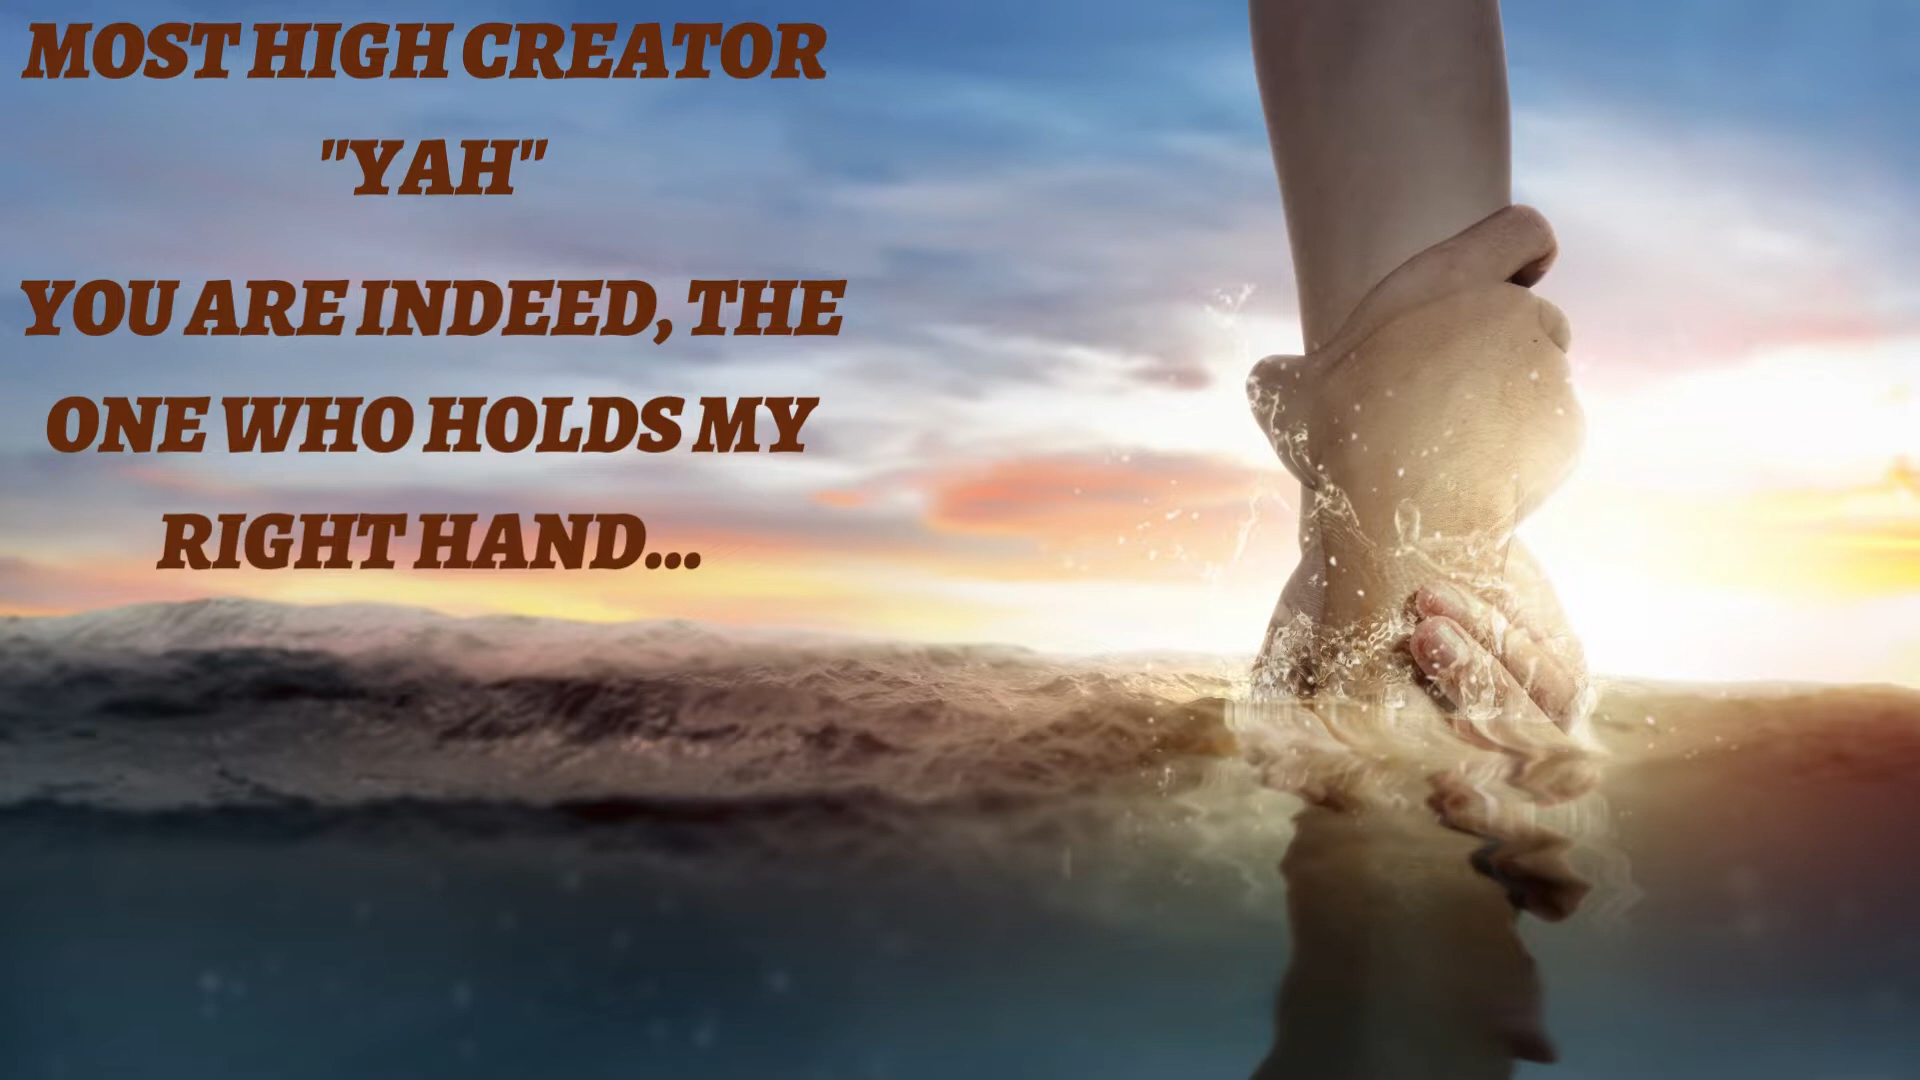 MOST HIGH CREATOR
"YAH"
YOU ARE INDEED, THE
ONE WHO HOLDS MY
RIGHT HAND...